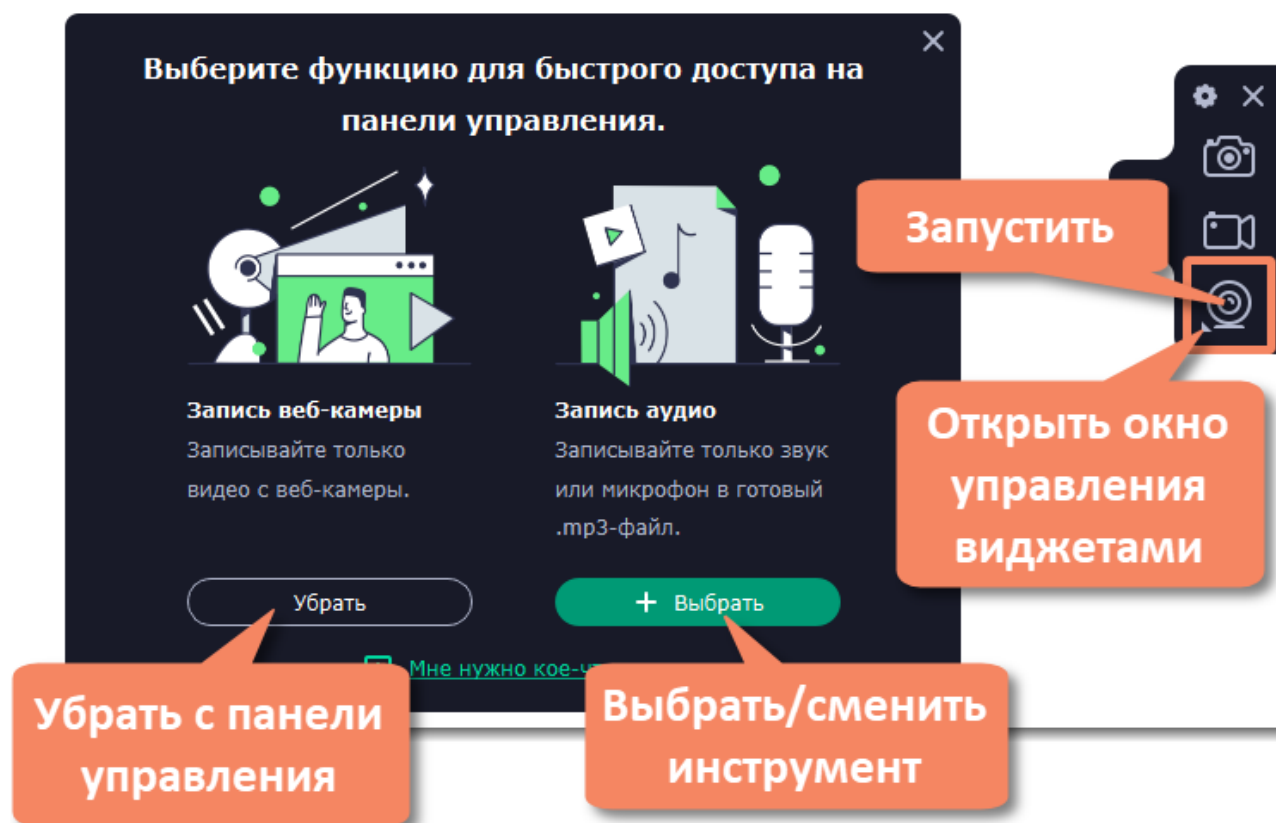 Выберите функцию для быстрого доступа на
панели управления.
Запустить
Запись веб-камеры
Записывайте только
видео с веб-камеры.
Запись аудио
Записывайте только звук
или микрофон в готовый
.mp3-файл.
Открыть окно
управления
виджетами
Убрать
+ Выбрать
Мне нужно
Убрать с панели
управления
Выбрать/сменить
инструмент